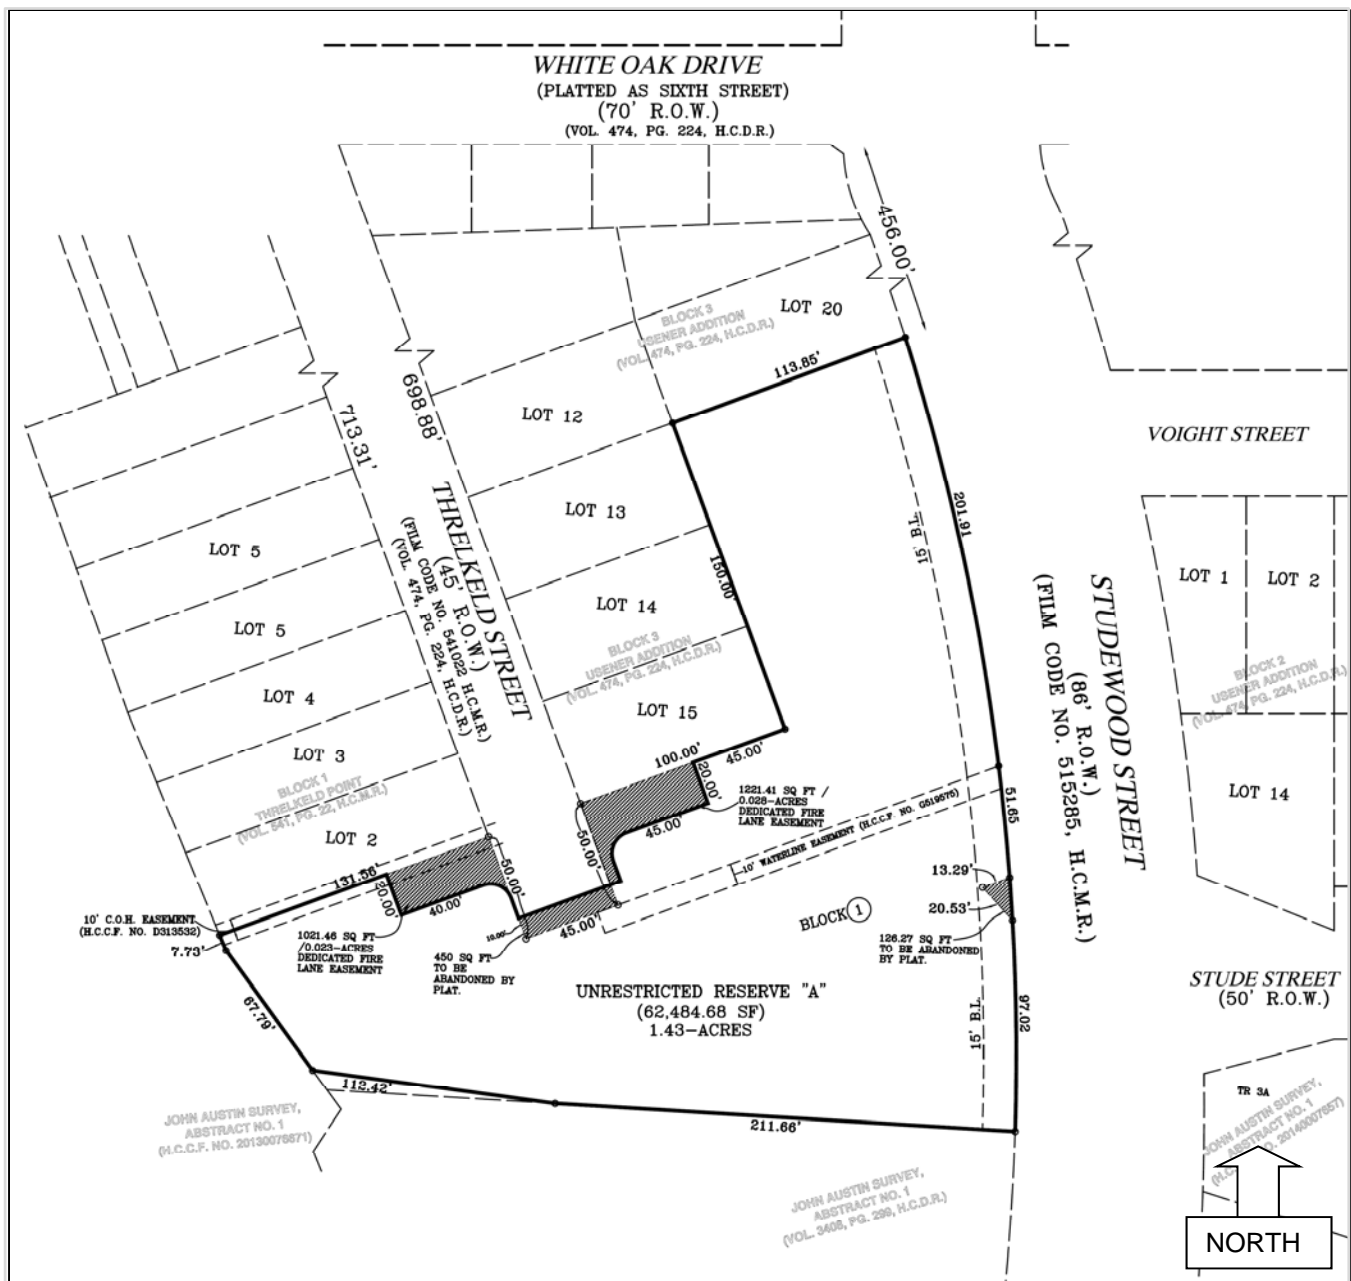 WHITE OAK DRIVE
(PLATTED AS SIXTH STREET)
(70' R.O.W.)
(VOL. 474, PG. 224, H.C.D.R.)
456.00'
LOT 20
BLOCK 3
USENER ADDITION
(VOL. 474, PG. 224, H.C.D.R.)
113.85'
698.88'
713.31'
LOT 12
VOIGHT STREET
THRELKELD STREET
(45' R.O.W.)
(FILM CODE NO. 541022 H.C.M.R.)
(VOL. 474, PG. 224, H.C.D.R.)
LOT 13
201.91
15' B.L.
LOT 5
150.00'
LOT 1
LOT 2
STUDEWOOD STREET
(86' R.O.W.)
(FILM CODE NO. 515285, H.C.M.R.)
LOT 14
LOT 5
BLOCK 3
USENER ADDITION
(VOL. 474, PG. 224, H.C.D.R.)
BLOCK 2
USENER ADDITION
(VOL. 474, PG. 224, H.C.D.R.)
LOT 4
LOT 15
LOT 3
100.00'
45.00'
BLOCK 1
THRELKELD POINT
(VOL. 541, PG. 22, H.C.M.R.)
20.00'
1221.41 SQ FT /
0.028-ACRES
DEDICATED FIRE
LANE EASEMENT
LOT 14
51.65
LOT 2
45.00'
50.00'
10' WATERLINE EASEMENT (H.C.C.F. NO. G519575)
131.56'
50.00'
13.29'
20.00'
40.00'
20.53'
10' C.O.H. EASEMENT
(H.C.C.F. NO. D313532)
BLOCK 1
7.73'
1021.46 SQ FT
/0.023-ACRES
DEDICATED FIRE
LANE EASEMENT
10.00'
45.00'
450 SQ FT
TO BE
ABANDONED BY
PLAT.
126.27 SQ FT
TO BE ABANDONED
BY PLAT.
UNRESTRICTED RESERVE "A"
(62,484.68 SF)
1.43-ACRES
STUDE STREET
(50' R.O.W.)
67.79'
15' B.L.
97.02
112.42'
TR 3A
JOHN AUSTIN SURVEY,
ABSTRACT NO. 1
(H.C.C.F. NO. 20130076671)
211.66'
JOHN AUSTIN SURVEY,
ABSTRACT NO. 1
NO. 20140007657)
JOHN AUSTIN SURVEY,
ABSTRACT NO. 1
(VOL. 3408, PG. 299, H.C.D.R.)
NORTH